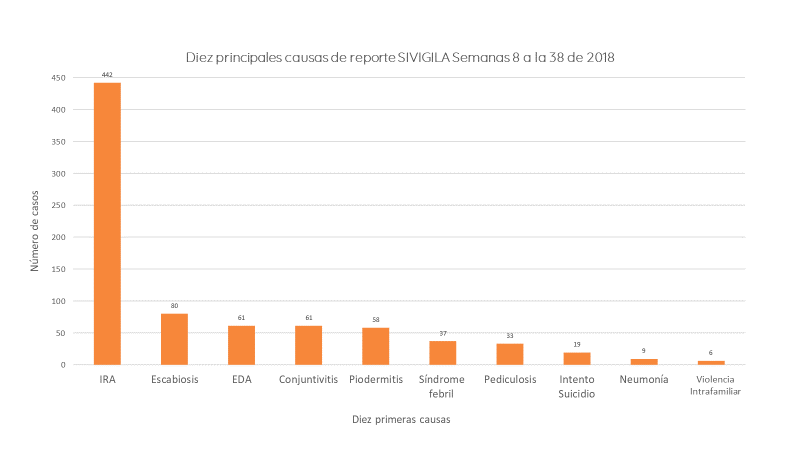 Diez principales causas de reporte SIVIGILA Semanas 8 a la 38 de 2018
Número de casos
450
400
350
300
250
200
150
100
50
0
442
80
61
61
58
37
33
19
9
6
IRA
Escabiosis
EDA
Conjuntivitis
Piodermitis
Síndrome
febril
Pediculosis
Intento
Suicidio
Neumonía
Violencia
Intrafamiliar
Diez primeras causas